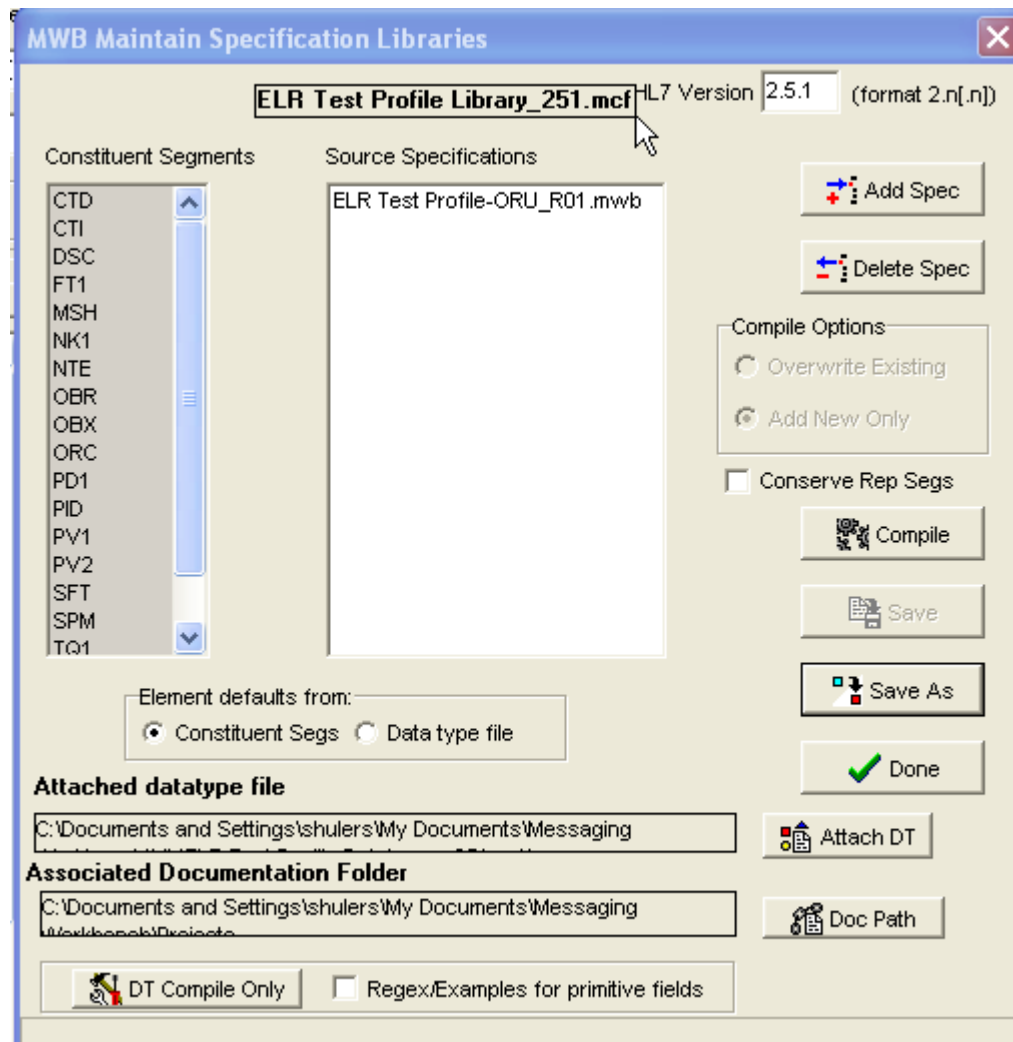 MWB Maintain Specification Libraries
ELR Test Profile Library_251.mcf
HL7 Version 2.5.1 (format 2.n[.n])
Constituent Segments
CTD
CTI
DSC
FT1
MSH
NK1
NTE
OBR
OBX
ORC
PD1
PID
PV1
PV2
SFT
SPM
TQ1
Source Specifications
ELR Test Profile-ORU_R01.mwb
Add Spec
Delete Spec
Compile Options
Overwrite Existing
Add New Only
Conserve Rep Segs
Compile
Save
Save As
Done
Element defaults from:
Constituent Segs Data type file
Attached datatype file
C:\Documents and Settings\shulers\My Documents\Messaging
Attach DT
Associated Documentation Folder
C:\Documents and Settings\shulers\My Documents\Messaging
Workbench\Projects
Doc Path
DT Compile Only Regex/Examples for primitive fields